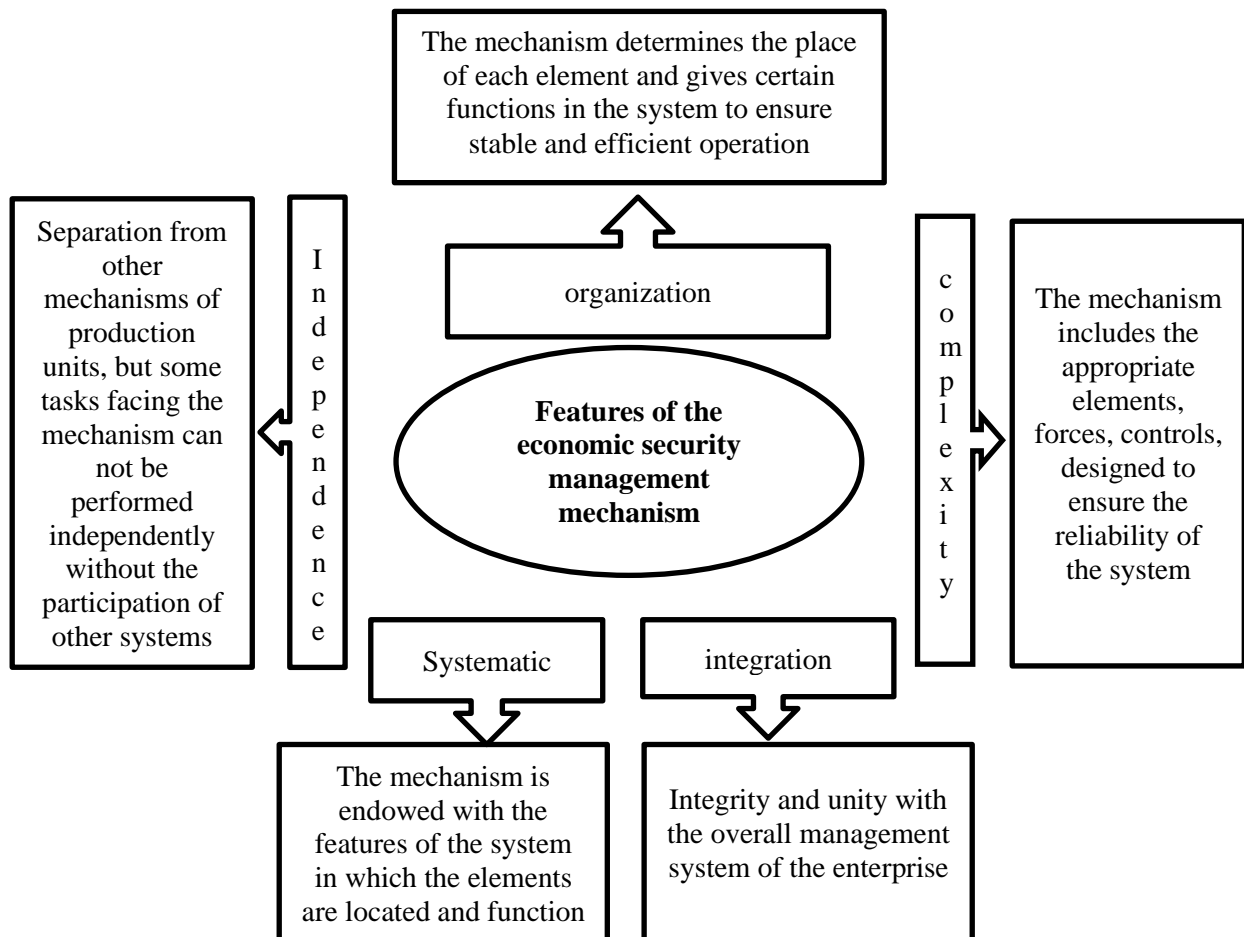 The mechanism determines the place
of each element and gives certain
functions in the system to ensure
stable and efficient operation
organization
Separation from
other
mechanisms of
production
units, but some
tasks facing the
mechanism can
not be
performed
independently
without the
participation of
other systems
Independence
Features of the
economic security
management
mechanism
complexity
The mechanism
includes the
appropriate
elements,
forces, controls,
designed to
ensure the
reliability of
the system
Systematic
integration
The mechanism is
endowed with the
features of the system
in which the elements
are located and function
Integrity and unity with
the overall management
system of the enterprise